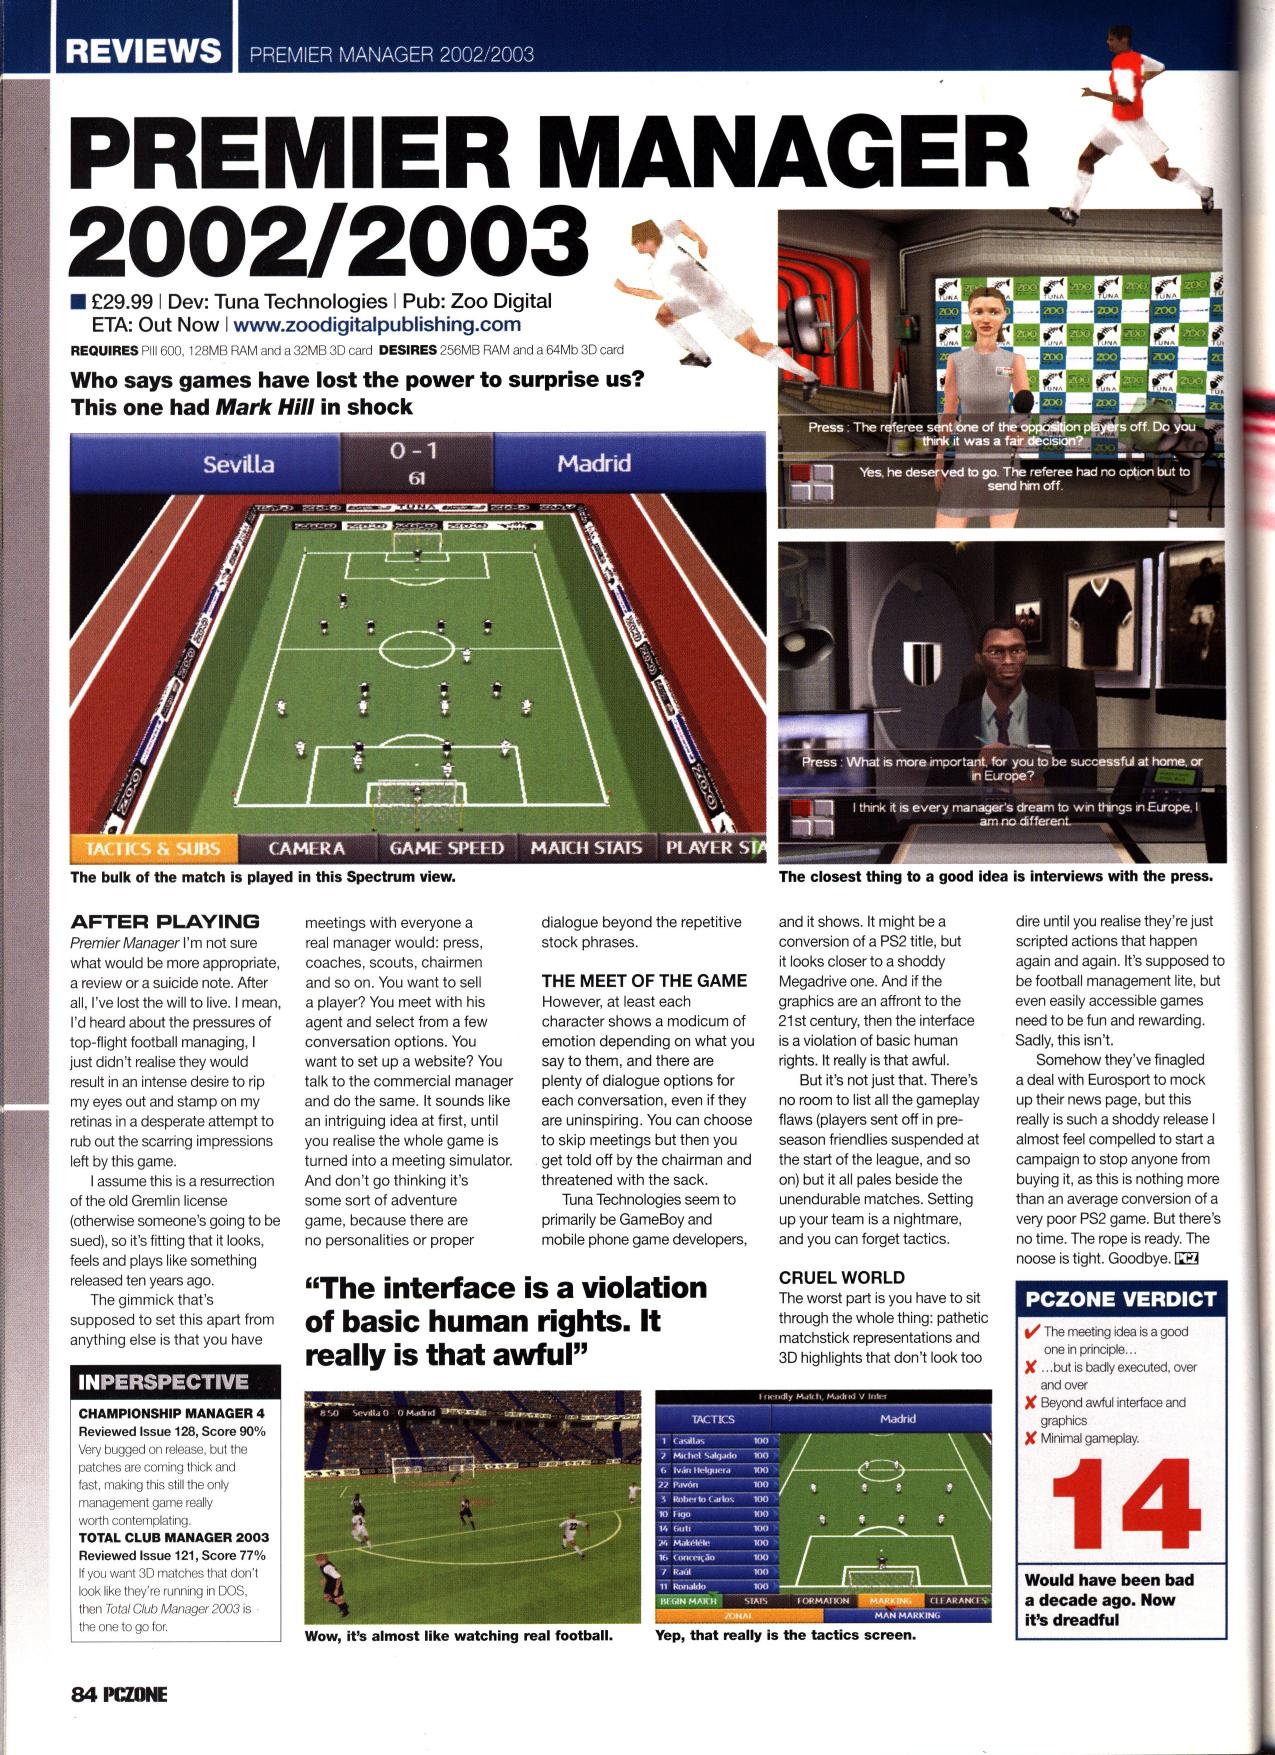 REVIEWS
PREMIER MANAGER 2002/2003
PREMIER MANAGER
2002/2003
■ £29.99 | Dev: Tuna Technologies | Pub: Zoo Digital
ETA: Out Now | www.zoodigitalpublishing.com
REQUIRES PIII 600, 128MB RAM and a 32MB 3D card DESIRES 256MB RAM and a 64Mb 3D card
Who says games have lost the power to surprise us?
This one had Mark Hill in shock
Sevilla
0 - 1
61
Madrid
TACTICS & SUBS
CAMERA
GAME SPEED
MATCH STATS
PLAYER STA
The bulk of the match is played in this Spectrum view.
Press : The referee sent one of the opposition players off. Do you
think it was a fair decision?
Yes, he deserved to go. The referee had no option but to
send him off.
Press : What is more important, for you to be successful at home, or
in Europe?
I think it is every manager's dream to win things in Europe, I
am no different.
The closest thing to a good idea is interviews with the press.
AFTER PLAYING
Premier Manager I'm not sure
what would be more appropriate,
a review or a suicide note. After
all, I've lost the will to live. I mean,
I'd heard about the pressures of
top-flight football managing, I
just didn't realise they would
result in an intense desire to rip
my eyes out and stamp on my
retinas in a desperate attempt to
rub out the scarring impressions
left by this game.
I assume this is a resurrection
of the old Gremlin license
(otherwise someone's going to be
sued), so it's fitting that it looks,
feels and plays like something
released ten years ago.
The gimmick that's
supposed to set this apart from
anything else is that you have
meetings with everyone a
real manager would: press,
coaches, scouts, chairmen
and so on. You want to sell
a player? You meet with his
agent and select from a few
conversation options. You
want to set up a website? You
talk to the commercial manager
and do the same. It sounds like
an intriguing idea at first, until
you realise the whole game is
turned into a meeting simulator.
And don't go thinking it's
some sort of adventure
game, because there are
no personalities or proper
dialogue beyond the repetitive
stock phrases.
THE MEET OF THE GAME
However, at least each
character shows a modicum of
emotion depending on what you
say to them, and there are
plenty of dialogue options for
each conversation, even if they
are uninspiring. You can choose
to skip meetings but then you
get told off by the chairman and
threatened with the sack.
Tuna Technologies seem to
primarily be GameBoy and
mobile phone game developers,
and it shows. It might be a
conversion of a PS2 title, but
it looks closer to a shoddy
Megadrive one. And if the
graphics are an affront to the
21st century, then the interface
is a violation of basic human
rights. It really is that awful.
But it's not just that. There's
no room to list all the gameplay
flaws (players sent off in pre-
season friendlies suspended at
the start of the league, and so
on) but it all pales beside the
unendurable matches. Setting
up your team is a nightmare,
and you can forget tactics.
CRUEL WORLD
The worst part is you have to sit
through the whole thing: pathetic
matchstick representations and
3D highlights that don't look too
dire until you realise they're just
scripted actions that happen
again and again. It's supposed to
be football management lite, but
even easily accessible games
need to be fun and rewarding.
Sadly, this isn't.
Somehow they've finagled
a deal with Eurosport to mock
up their news page, but this
really is such a shoddy release I
almost feel compelled to start a
campaign to stop anyone from
buying it, as this is nothing more
than an average conversion of a
very poor PS2 game. But there's
no time. The rope is ready. The
noose is tight. Goodbye. PCZ
"The interface is a violation
of basic human rights. It
really is that awful"
INPERSPECTIVE
CHAMPIONSHIP MANAGER 4
Reviewed Issue 128, Score 90%
Very bugged on release, but the
patches are coming thick and
fast, making this still the only
management game really
worth contemplating.
TOTAL CLUB MANAGER 2003
Reviewed Issue 121, Score 77%
If you want 3D matches that don't
look like they're running in DOS,
then Total Club Manager 2003 is
the one to go for.
8:50 Sevilla 0 0 Madrid
Wow, it's almost like watching real football.
Friendly Match, Madrid V Inter
TACTICS
Madrid
1 Casillas 100
2 Michel Salgado 100
6 Iván Helguera 100
22 Pavón 100
3 Roberto Carlos 100
10 Figo 100
14 Guti 100
24 Makélélé 100
16 Conceição 100
7 Raúl 100
11 Ronaldo 100
BEGIN MATCH
STATS
FORMATION
MARKING
CLEARANCES
ZONAL
MAN MARKING
Yep, that really is the tactics screen.
PCZONE VERDICT
✔ The meeting idea is a good
one in principle...
✘ ...but is badly executed, over
and over
✘ Beyond awful interface and
graphics
✘ Minimal gameplay.
14
Would have been bad
a decade ago. Now
it's dreadful
84 PCZONE